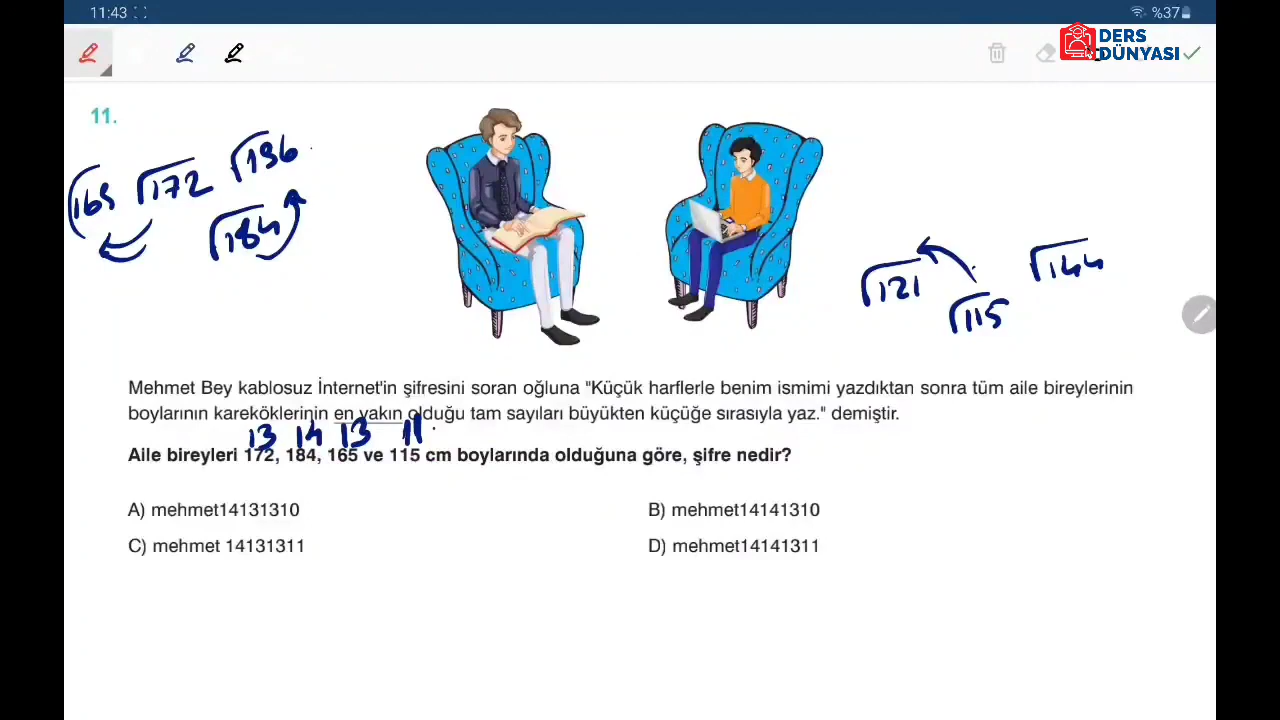 11:43
%37
DERS
DÜNYASI
11.
√169 √172 √196
√184
√121
√115
√144
Mehmet Bey kablosuz İnternet'in şifresini soran oğluna "Küçük harflerle benim ismimi yazdıktan sonra tüm aile bireylerinin
boylarının kareköklerinin en yakın olduğu tam sayıları büyükten küçüğe sırasıyla yaz." demiştir.
13 14 13 11
Aile bireyleri 172, 184, 165 ve 115 cm boylarında olduğuna göre, şifre nedir?
A) mehmet14131310
B) mehmet14141310
C) mehmet 14131311
D) mehmet14141311